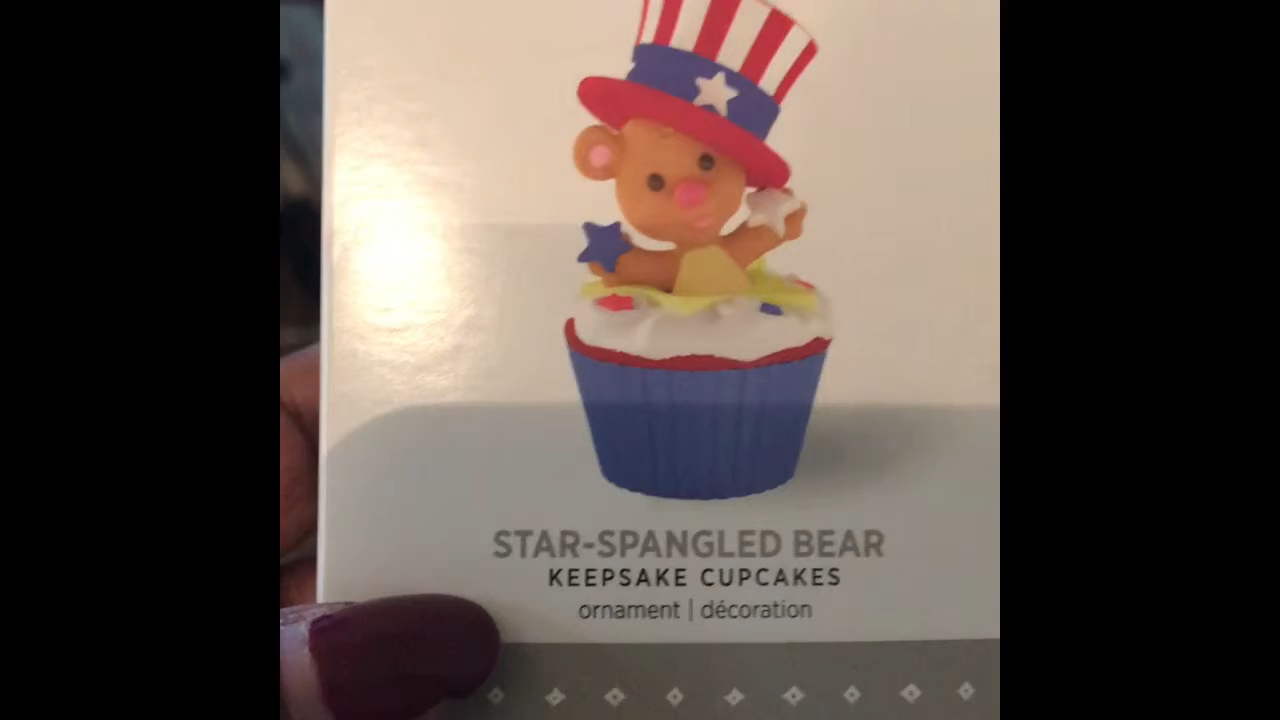 STAR-SPANGLED BEAR
KEEPSAKE CUPCAKES
ornament | décoration